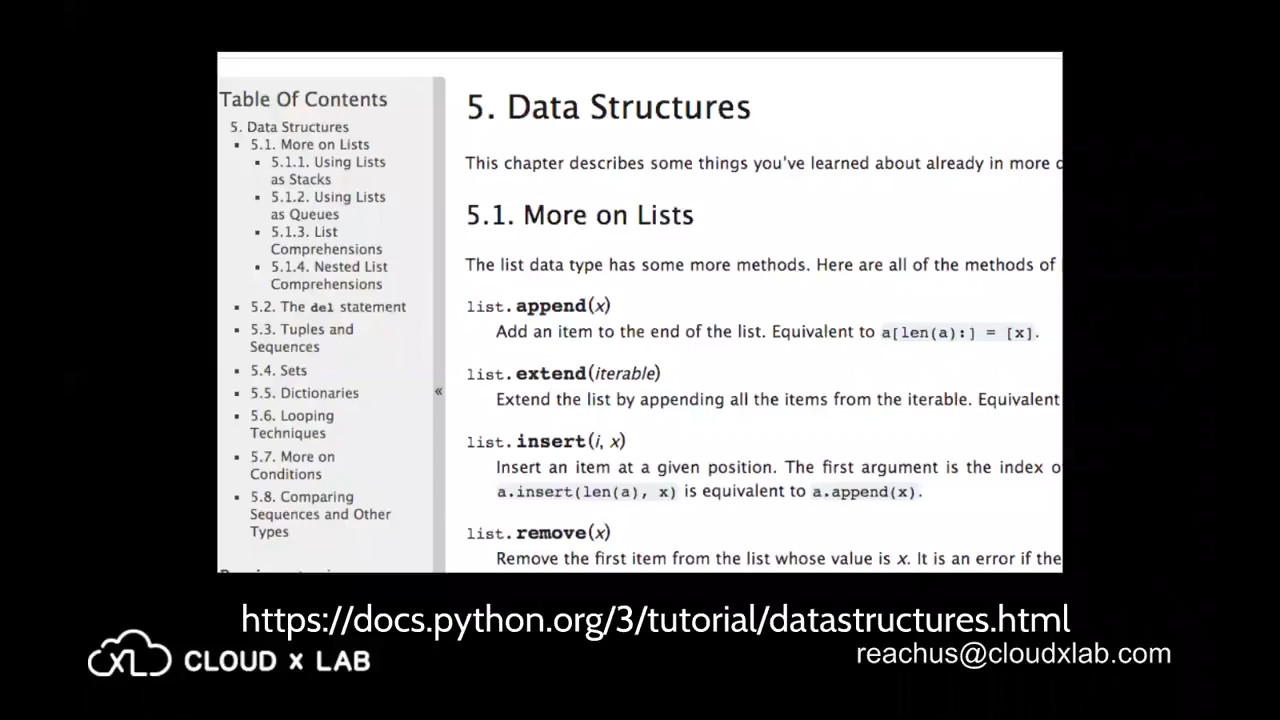 Table Of Contents
5. Data Structures
5.1. More on Lists
5.1.1. Using Lists
as Stacks
5.1.2. Using Lists
as Queues
5.1.3. List
Comprehensions
5.1.4. Nested List
Comprehensions
5.2. The del statement
5.3. Tuples and
Sequences
5.4. Sets
5.5. Dictionaries
5.6. Looping
Techniques
5.7. More on
Conditions
5.8. Comparing
Sequences and Other
Types
«
5. Data Structures
This chapter describes some things you've learned about already in more
5.1. More on Lists
The list data type has some more methods. Here are all of the methods of
list.append(x)
Add an item to the end of the list. Equivalent to a[len(a):] = [x].
list.extend(iterable)
Extend the list by appending all the items from the iterable. Equivalent
list.insert(i, x)
Insert an item at a given position. The first argument is the index
a.insert(len(a), x) is equivalent to a.append(x).
list.remove(x)
Remove the first item from the list whose value is x. It is an error if the
https://docs.python.org/3/tutorial/datastructures.html
XL CLOUD x LAB
reachus@cloudxlab.com